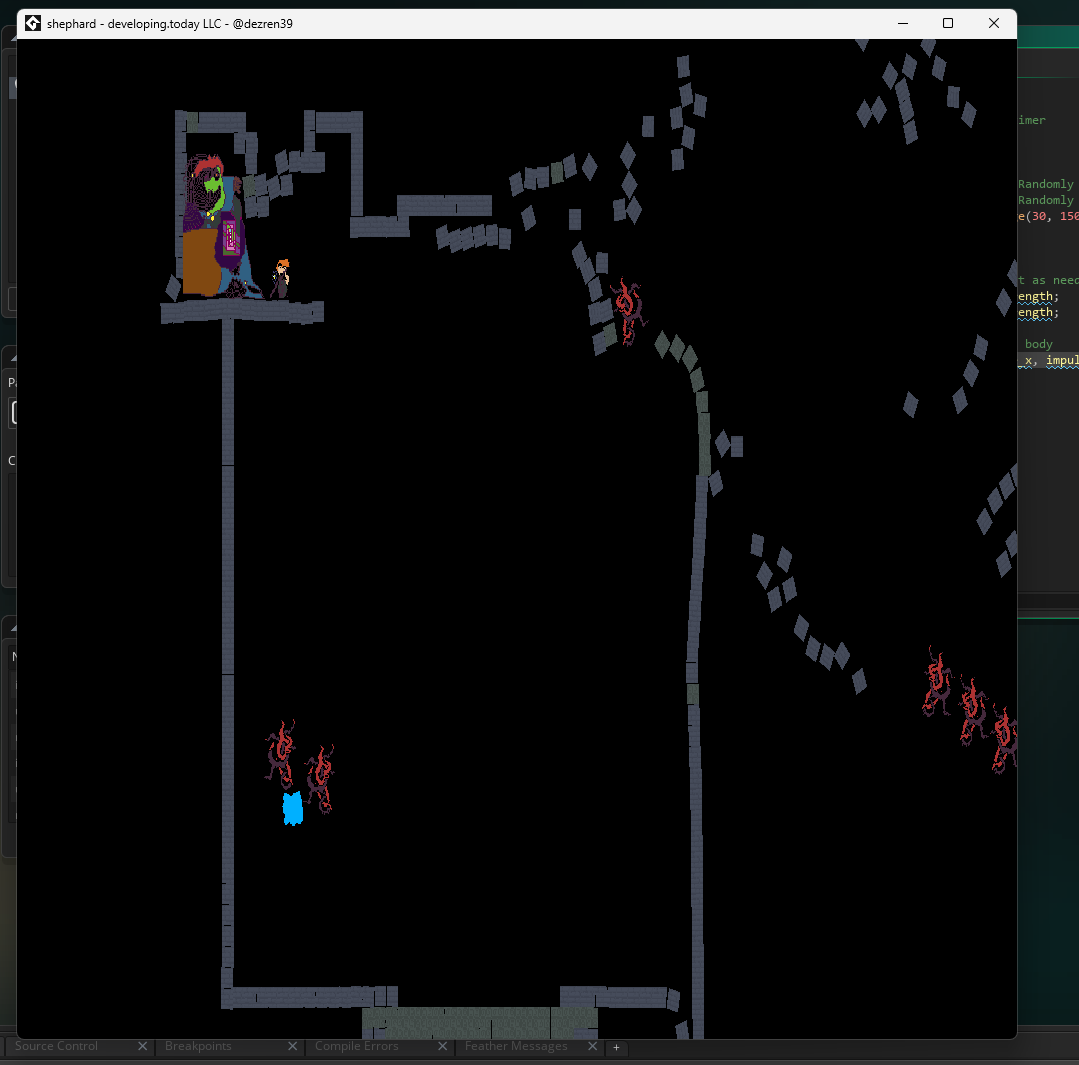 shephard - developing.today LLC - @dezren39
imer
Randomly
Randomly
e(30, 150
t as need
ength;
ength;
body
_x, impul
Source Control
Breakpoints
Compile Errors
Feather Messages
+